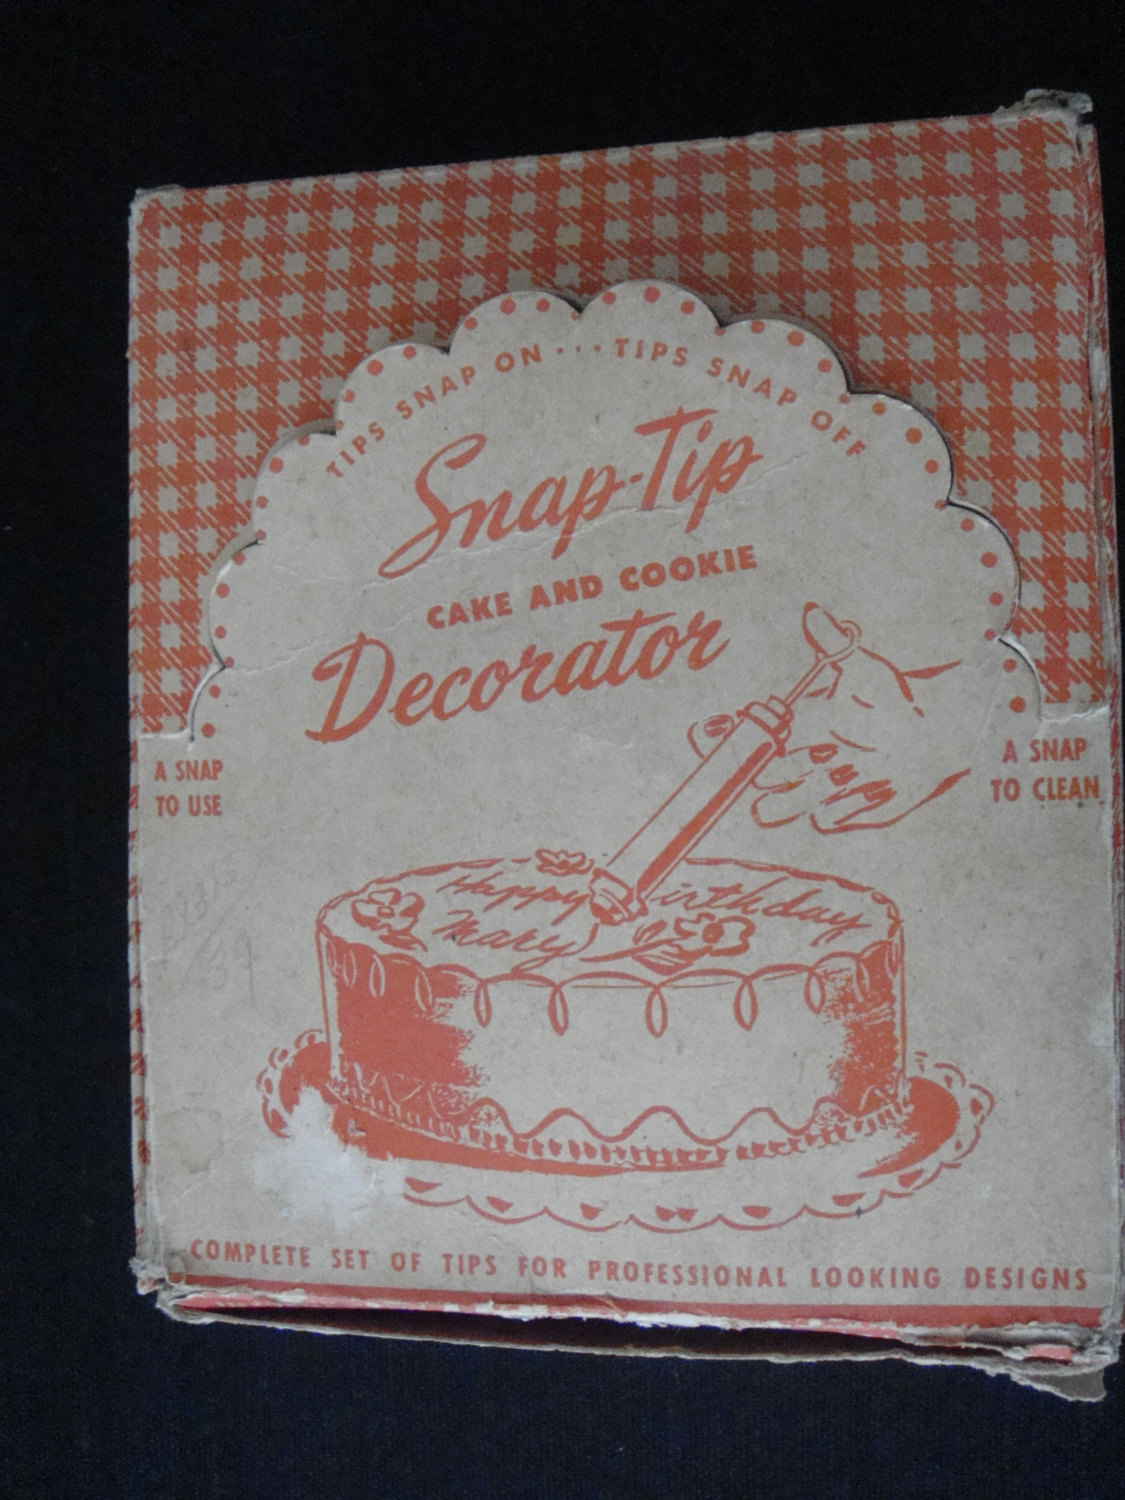 TIPS SNAP ON···TIPS SNAP OFF
Snap-Tip
CAKE AND COOKIE
Decorator
A SNAP
TO USE
A SNAP
TO CLEAN
Happy irthday
Mary
COMPLETE SET OF TIPS FOR PROFESSIONAL LOOKING DESIGNS